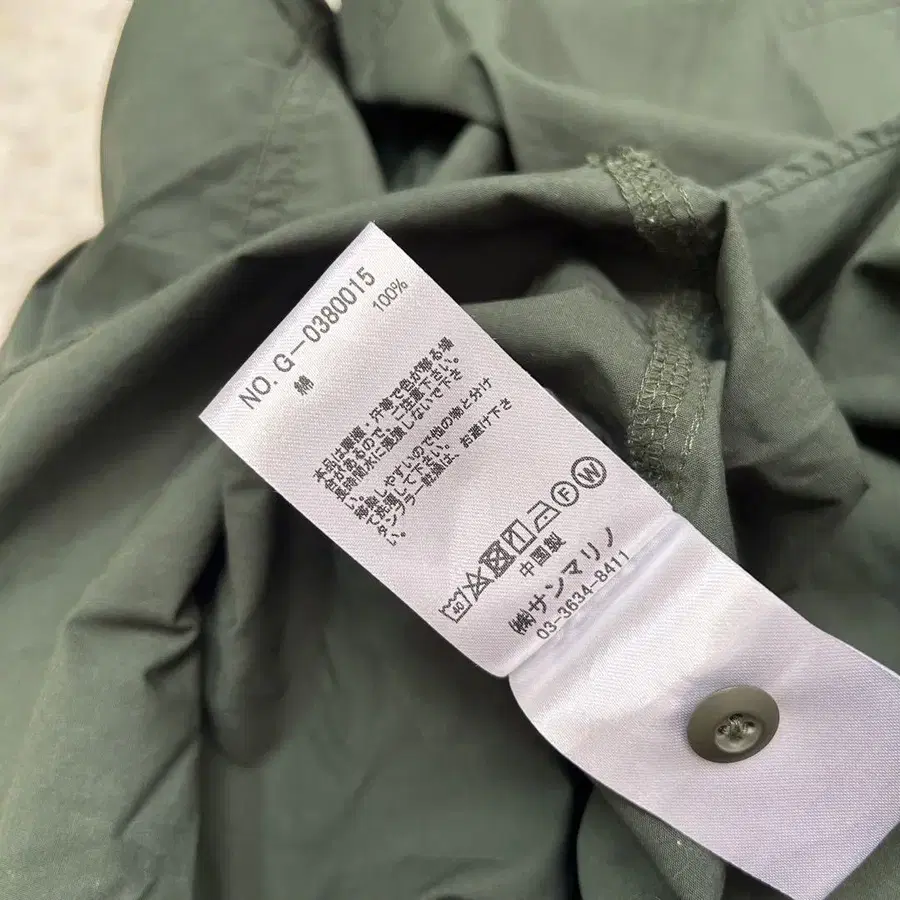 NO. G-0380015
綿 100%
本品は摩擦・汗等で色が移る場
合があるので、ご注意下さい。
長時間水に浸漬しないで下さ
い。
移染しやすいので他の物と分け
て洗濯して下さい。
タンブラー乾燥は、お避け下さ
い。
40 F W
中国製
㈱サンマリノ
03-3634-8411